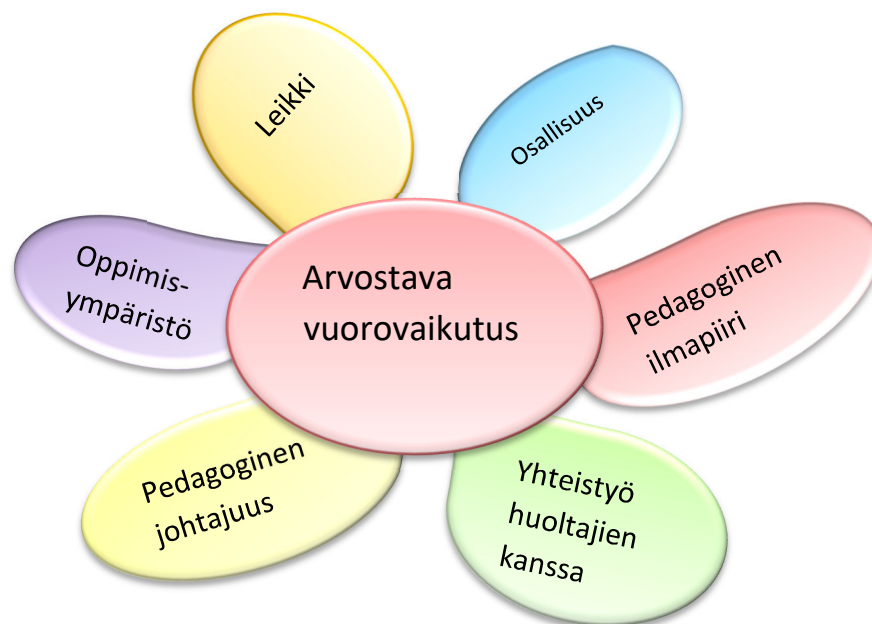 Leikki
Osallisuus
Oppimis-
ympäristö
Arvostava
vuorovaikutus
Pedagoginen
ilmapiiri
Pedagoginen
johtajuus
Yhteistyö
huoltajien
kanssa